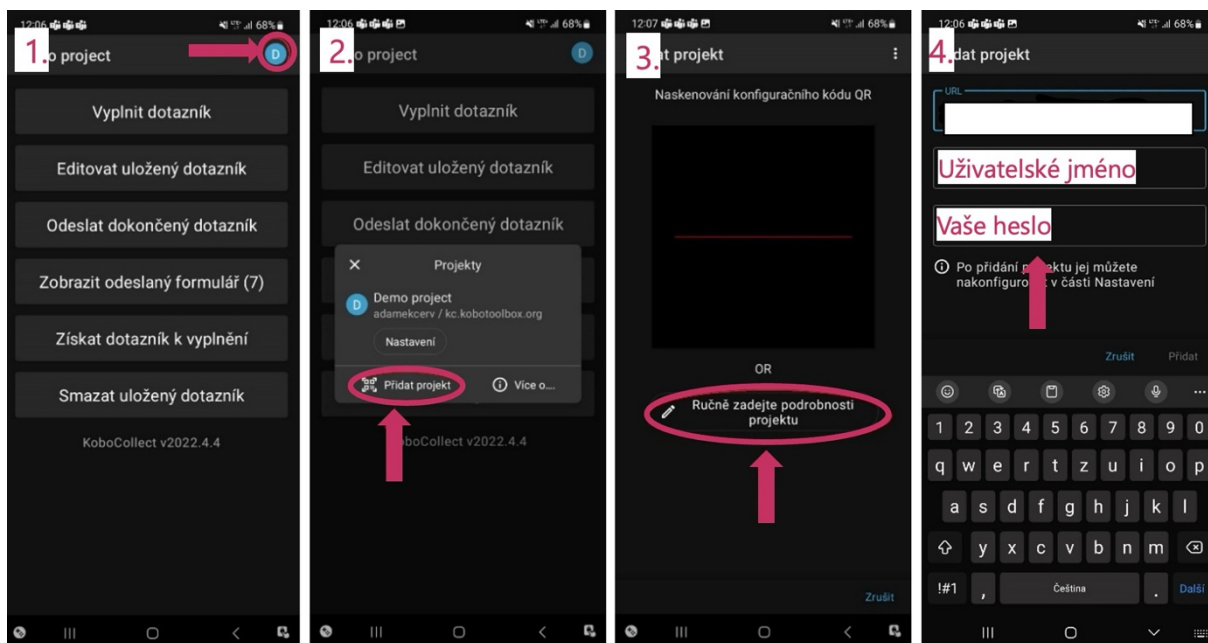 12:06
68%
1.
o project
D
Vyplnit dotazník
Editovat uložený dotazník
Odeslat dokončený dotazník
Zobrazit odeslaný formulář (7)
Získat dotazník k vyplnění
Smazat uložený dotazník
KoboCollect v2022.4.4
12:06
68%
2.
o project
D
Vyplnit dotazník
Editovat uložený dotazník
Odeslat dokončený dotazník
Projekty
D
Demo project
adamekcerv / kc.kobotoolbox.org
Nastavení
Přidat projekt
Více o....
boCollect v2022.4.4
12:07
68%
3.
at projekt
Naskenování konfiguračního kódu QR
OR
Ručně zadejte podrobnosti
projektu
Zrušit
12:06
68%
4.
dat projekt
URL
Uživatelské jméno
Vaše heslo
Po přidání jej můžete
v části Nastavení
Zrušit Přidat
1 2 3 4 5 6 7 8 9 0
q w e r t z u i o p
a s d f g h j k l
y x c v b n m
!#1 , Čeština . Další